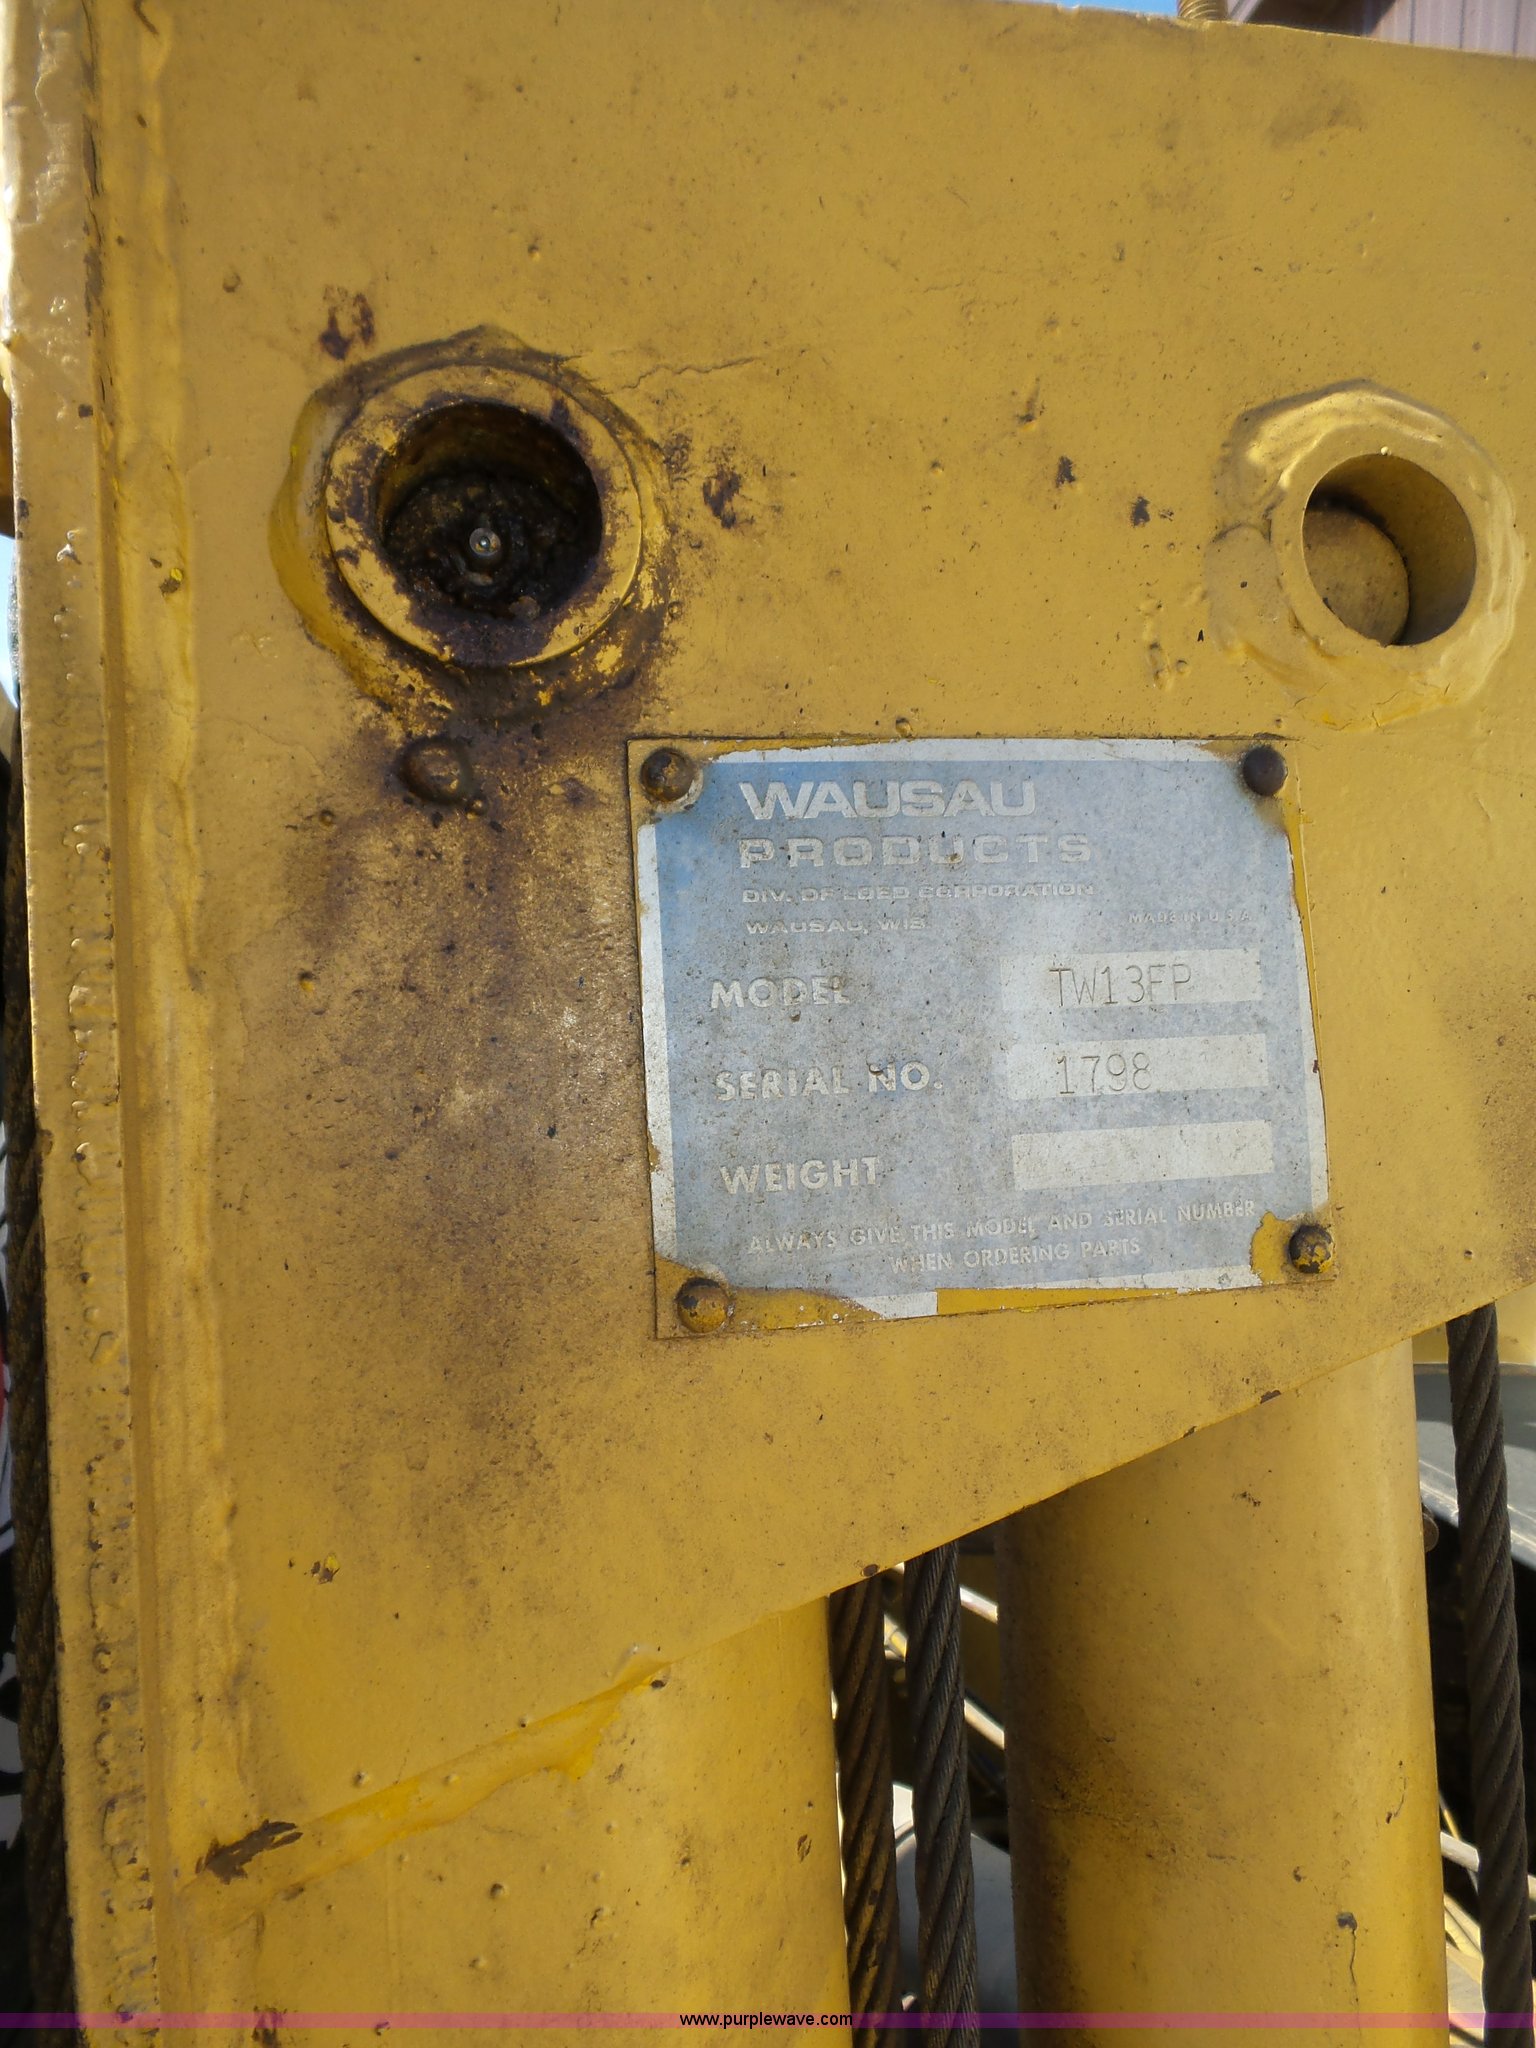 WAUSAU
PRODUCTS
DIV. OF LOED CORPORATION
WAUSAU, WIS.
MADE IN U.S.A.
MODEL TW13FP
SERIAL NO. 1798
WEIGHT
ALWAYS GIVE THIS MODEL AND SERIAL NUMBER
WHEN ORDERING PARTS
www.purplewave.com